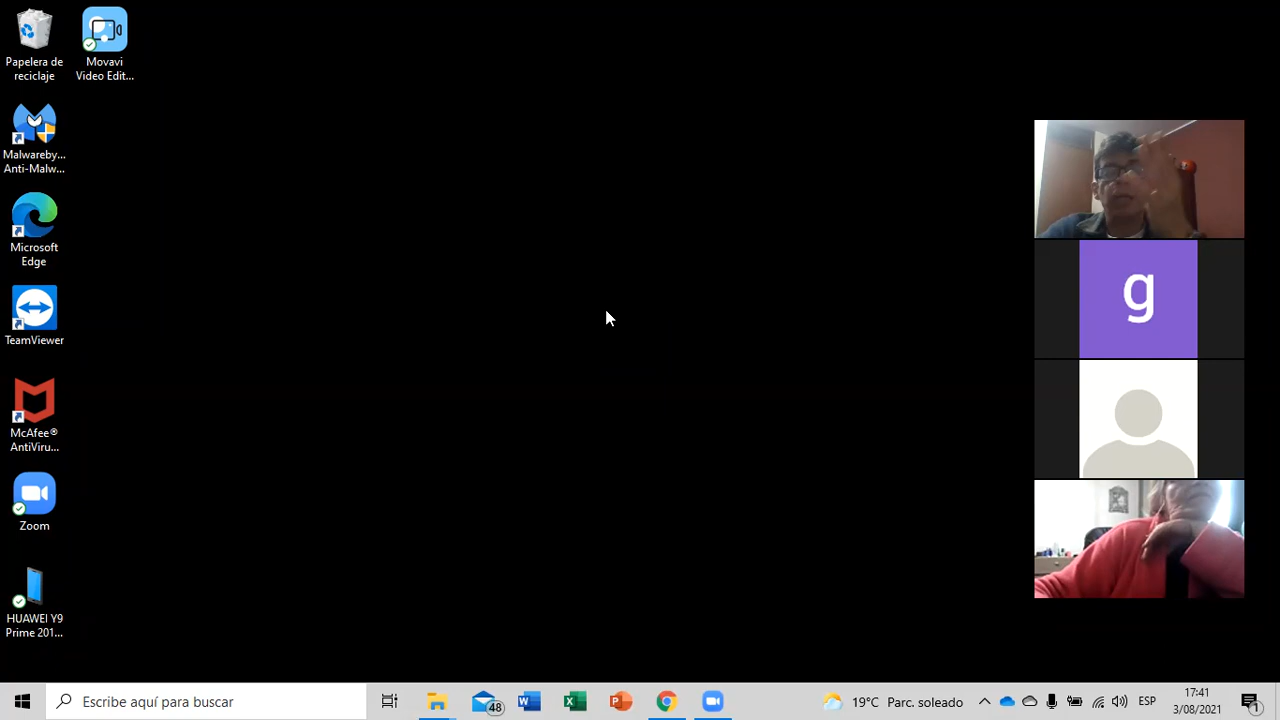 Papelera de
reciclaje
Movavi
Video Edit...
Malwareby...
Anti-Malw...
Microsoft
Edge
TeamViewer
McAfee®
AntiViru...
Zoom
HUAWEI Y9
Prime 201...
g
Escribe aquí para buscar
48
19°C Parc. soleado
ESP
17:41
3/08/2021
1